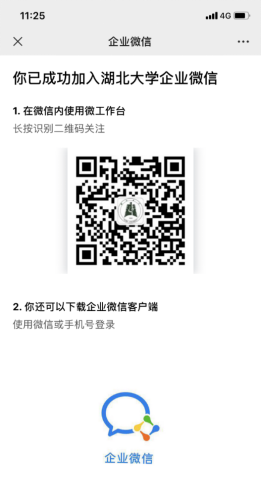 11:25
4G
企业微信
你已成功加入湖北大学企业微信
1. 在微信内使用微工作台
长按识别二维码关注
2. 你还可以下载企业微信客户端
使用微信或手机号登录
企业微信